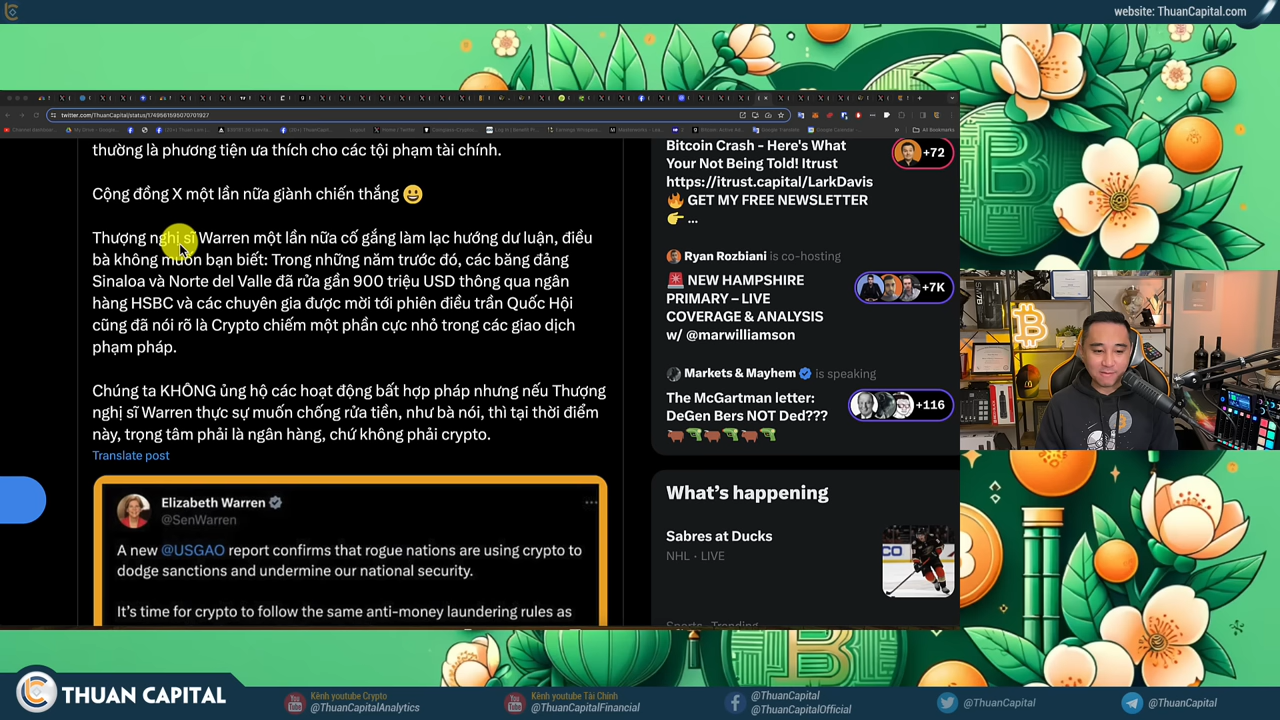 website: ThuanCapital.com
twitter.com/ThuanCapital/status/1749561595070701927
All Bookmarks
thường là phương tiện ưa thích cho các tội phạm tài chính.
Cộng đồng X một lần nữa giành chiến thắng 😀
Thượng nghị sĩ Warren một lần nữa cố gắng làm lạc hướng dư luận, điều
bà không muốn bạn biết: Trong những năm trước đó, các băng đảng
Sinaloa và Norte del Valle đã rửa gần 900 triệu USD thông qua ngân
hàng HSBC và các chuyên gia được mời tới phiên điều trần Quốc Hội
cũng đã nói rõ là Crypto chiếm một phần cực nhỏ trong các giao dịch
phạm pháp.
Chúng ta KHÔNG ủng hộ các hoạt động bất hợp pháp nhưng nếu Thượng
nghị sĩ Warren thực sự muốn chống rửa tiền, như bà nói, thì tại thời điểm
này, trọng tâm phải là ngân hàng, chứ không phải crypto.
Translate post
Elizabeth Warren
@SenWarren
A new @USGAO report confirms that rogue nations are using crypto to
dodge sanctions and undermine our national security.
It's time for crypto to follow the same anti-money laundering rules as
Bitcoin Crash - Here's What
Your Not Being Told! Itrust
https://itrust.capital/LarkDavis
🔥 GET MY FREE NEWSLETTER
👉 ...
+72
Ryan Rozbiani is co-hosting
🚨 NEW HAMPSHIRE
PRIMARY – LIVE
COVERAGE & ANALYSIS
w/ @marwilliamson
+7K
Markets & Mayhem is speaking
The McGartman letter:
DeGen Bers NOT Ded???
🐂🔫🐂🔫🐂🔫
+116
What's happening
Sabres at Ducks
NHL · LIVE
Sports · Trending
THUAN CAPITAL
Kênh youtube Crypto
@ThuanCapitalAnalytics
Kênh youtube Tài Chính
@ThuanCapitalFinancial
@ThuanCapital
@ThuanCapitalOfficial
@ThuanCapital
@ThuanCapital